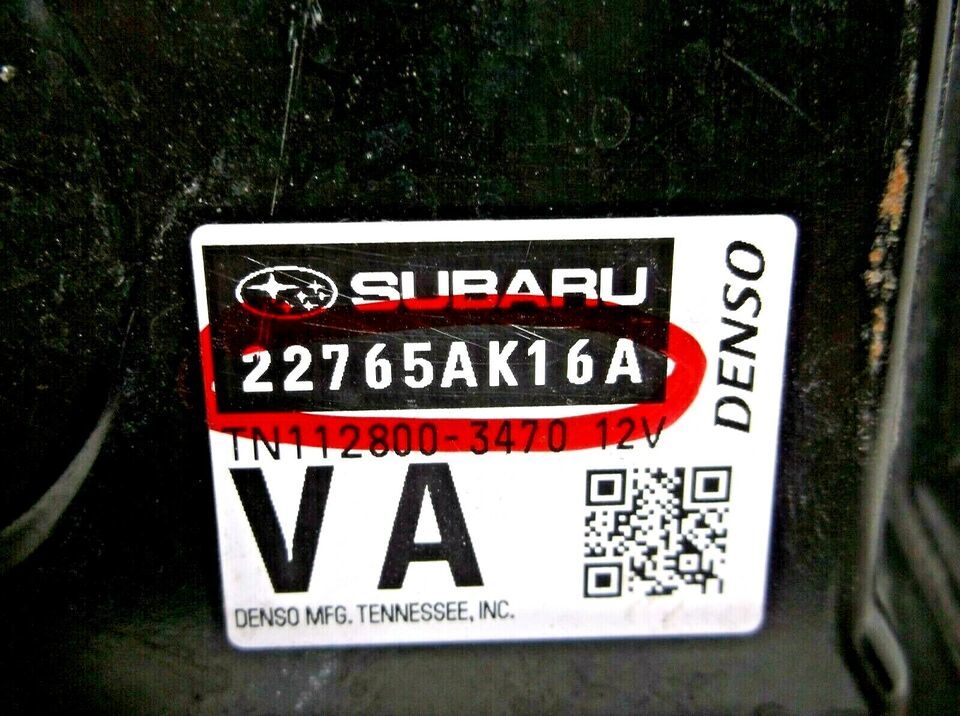 SUBARU
22765AK16A
TN112800-3470 12V
VA
DENSO MFG. TENNESSEE, INC.
DENSO